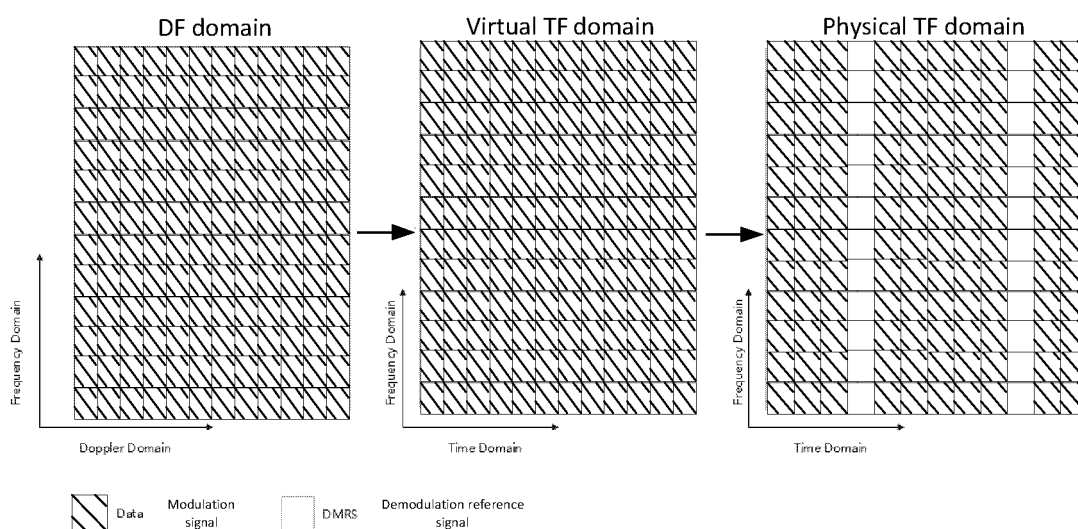 DF domain
Virtual TF domain
Physical TF domain
Frequency Domain
Doppler Domain
Frequency Domain
Time Domain
Frequency Domain
Time Domain
Data
Modulation
signal
DMRS
Demodulation reference
signal